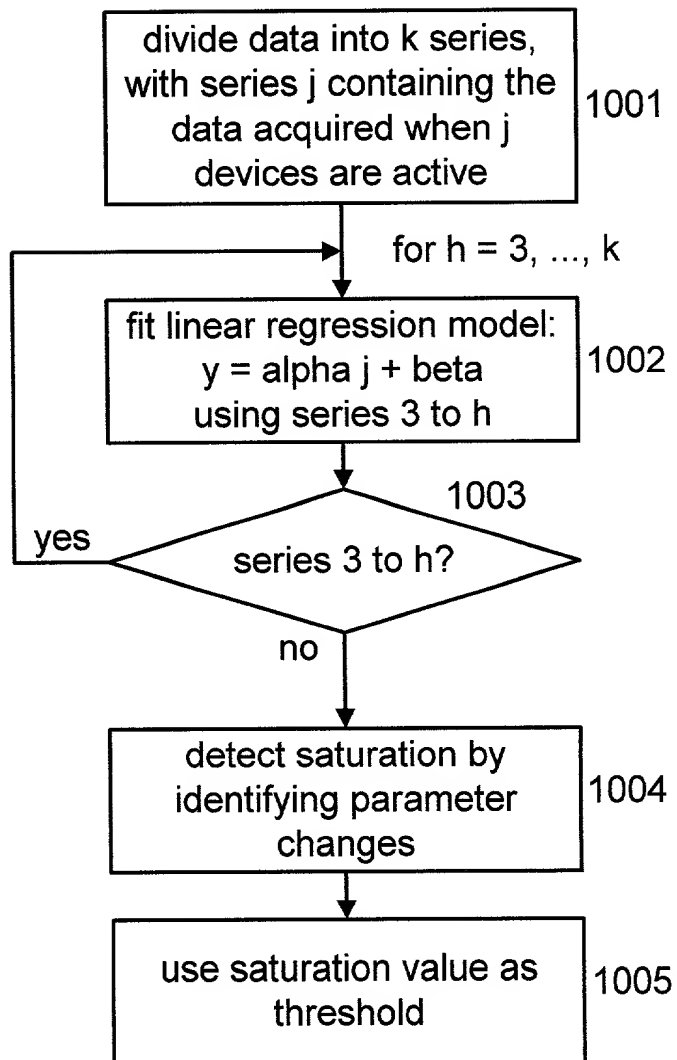 divide data into k series,
with series j containing the
data acquired when j
devices are active
1001
for h = 3, ..., k
fit linear regression model:
y = alpha j + beta
using series 3 to h
1002
1003
yes
series 3 to h?
no
detect saturation by
identifying parameter
changes
1004
use saturation value as
threshold
1005